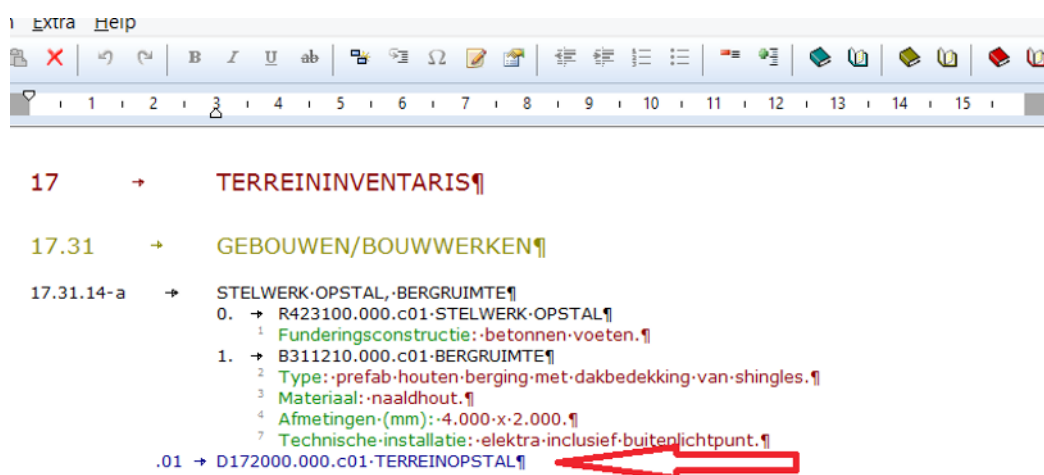 Extra Help
B I U ab Ω
1 2 3 4 5 6 7 8 9 10 11 12 13 14 15
17 → TERREININVENTARIS¶
17.31 → GEBOUWEN/BOUWWERKEN¶
17.31.14-a → STELWERK·OPSTAL,·BERGRUIMTE¶
0. → R423100.000.c01·STELWERK·OPSTAL¶
1 Funderingsconstructie:·betonnen·voeten.¶
1. → B311210.000.c01·BERGRUIMTE¶
2 Type:·prefab·houten·berging·met·dakbedekking·van·shingles.¶
3 Materiaal:·naaldhout.¶
4 Afmetingen·(mm):·4.000·x·2.000.¶
7 Technische·installatie:·elektra·inclusief·buitenlichtpunt.¶
.01 → D172000.000.c01·TERREINOPSTAL¶